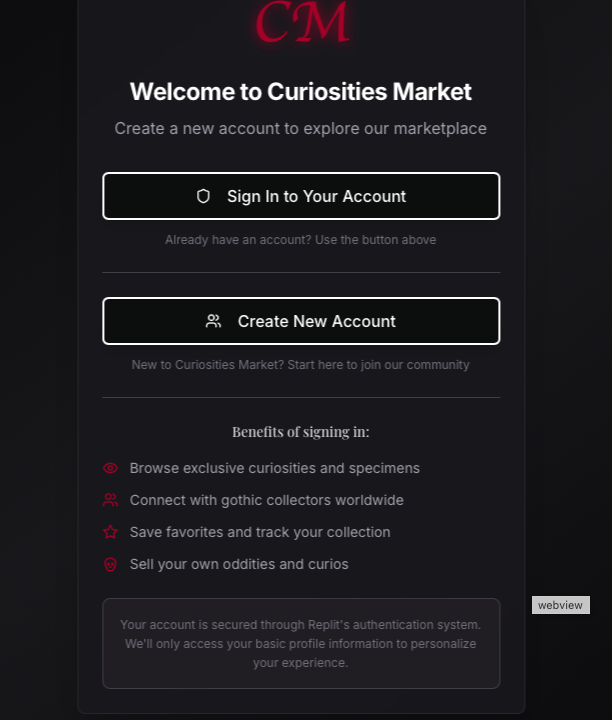 CM
Welcome to Curiosities Market
Create a new account to explore our marketplace
Sign In to Your Account
Already have an account? Use the button above
Create New Account
New to Curiosities Market? Start here to join our community
Benefits of signing in:
Browse exclusive curiosities and specimens
Connect with gothic collectors worldwide
Save favorites and track your collection
Sell your own oddities and curios
webview
Your account is secured through Replit's authentication system.
We'll only access your basic profile information to personalize
your experience.